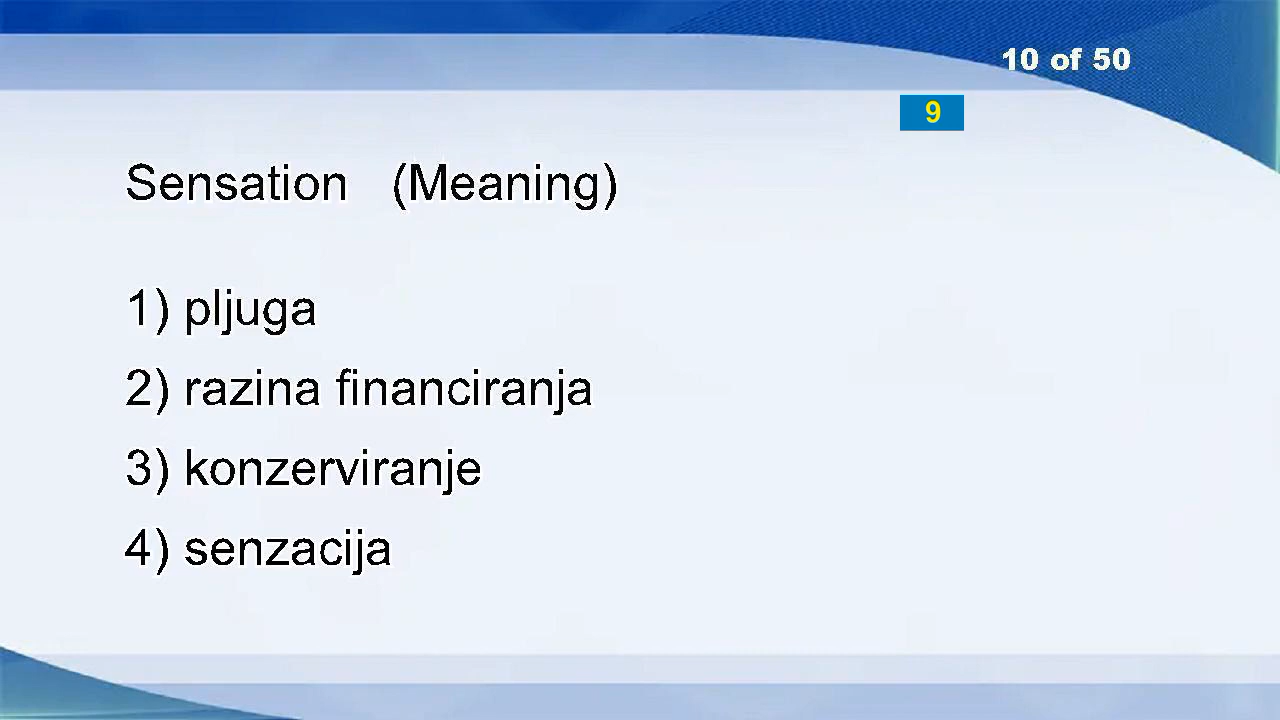 10 of 50
9
Sensation (Meaning)
1) pljuga
2) razina financiranja
3) konzerviranje
4) senzacija